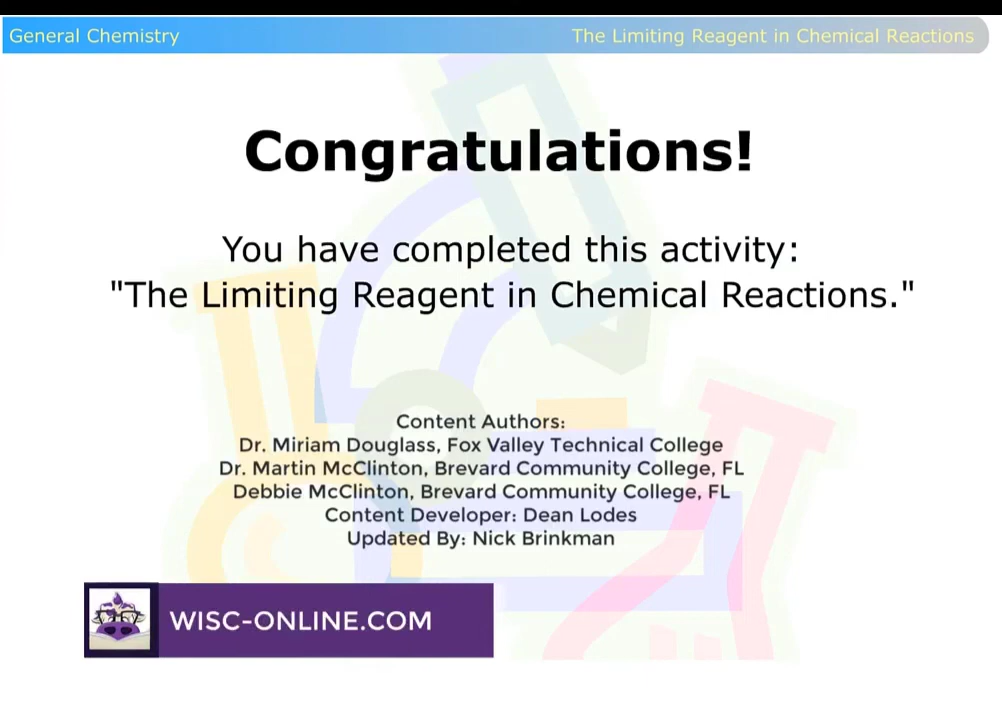 General Chemistry
The Limiting Reagent in Chemical Reactions
Congratulations!
You have completed this activity:
"The Limiting Reagent in Chemical Reactions."
Content Authors:
Dr. Miriam Douglass, Fox Valley Technical College
Dr. Martin McClinton, Brevard Community College, FL
Debbie McClinton, Brevard Community College, FL
Content Developer: Dean Lodes
Updated By: Nick Brinkman
WISC-ONLINE.COM